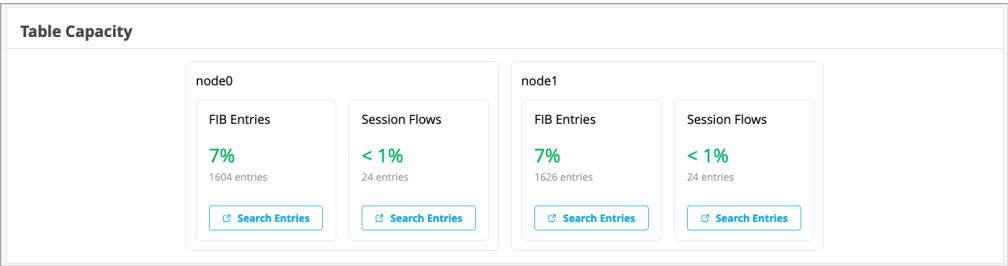 Table Capacity
node0
FIB Entries
7%
1604 entries
Search Entries
Session Flows
< 1%
24 entries
Search Entries
node1
FIB Entries
7%
1626 entries
Search Entries
Session Flows
< 1%
24 entries
Search Entries